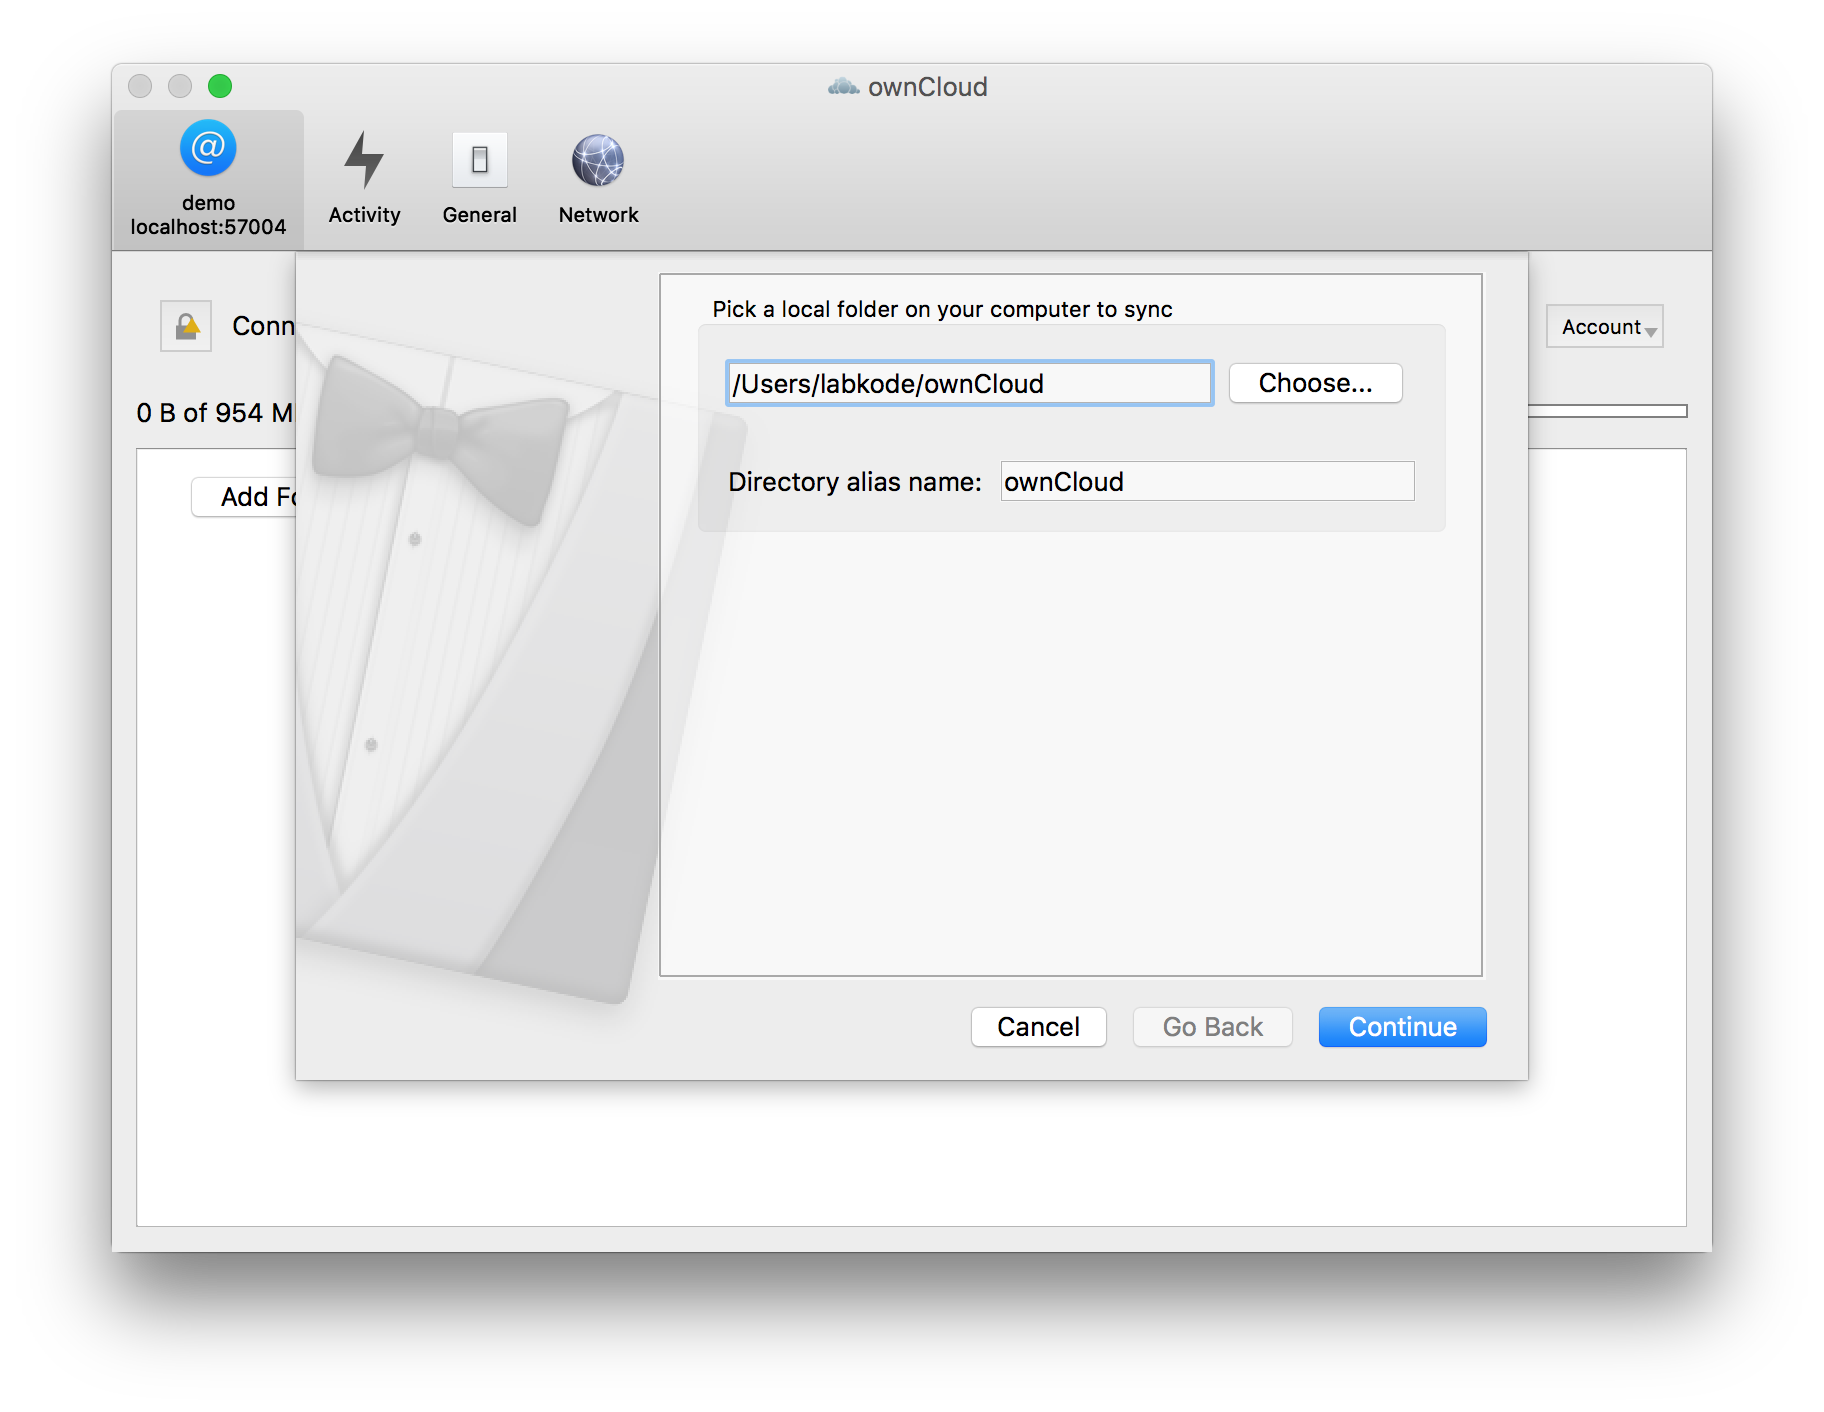 ownCloud
@
demo
localhost:57004
Activity
General
Network
Conn
Account
0 B of 954 M
Add Fo
Pick a local folder on your computer to sync
/Users/labkode/ownCloud
Choose...
Directory alias name:
ownCloud
Cancel
Go Back
Continue